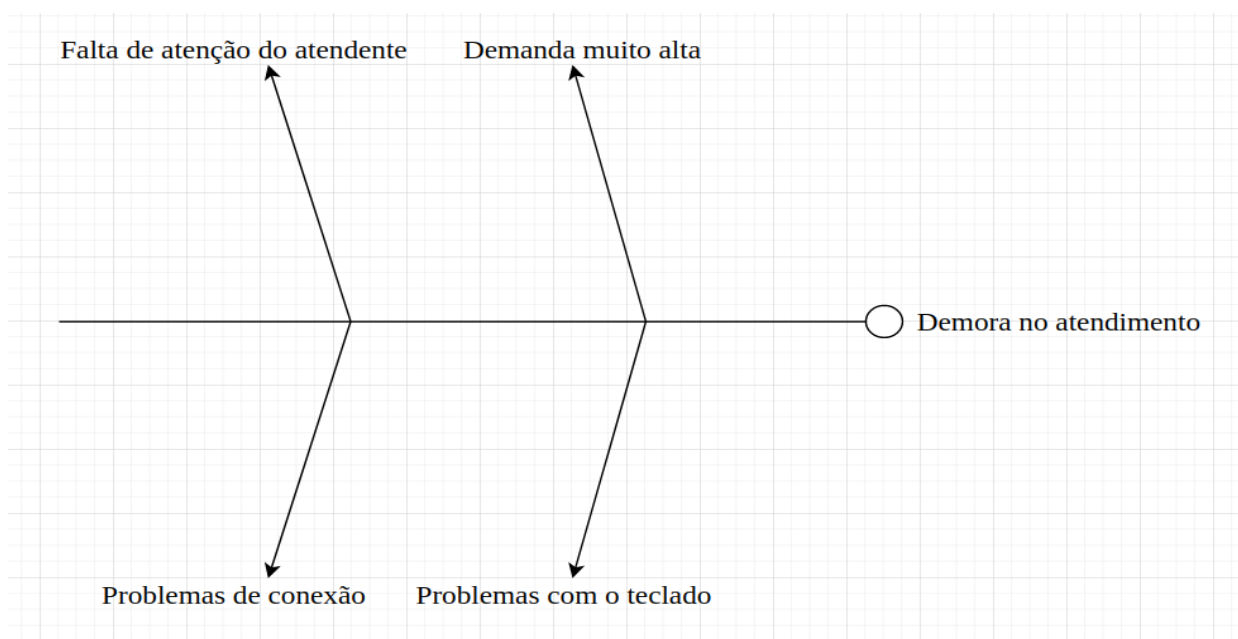 Falta de atenção do atendente
Demanda muito alta
Demora no atendimento
Problemas de conexão
Problemas com o teclado